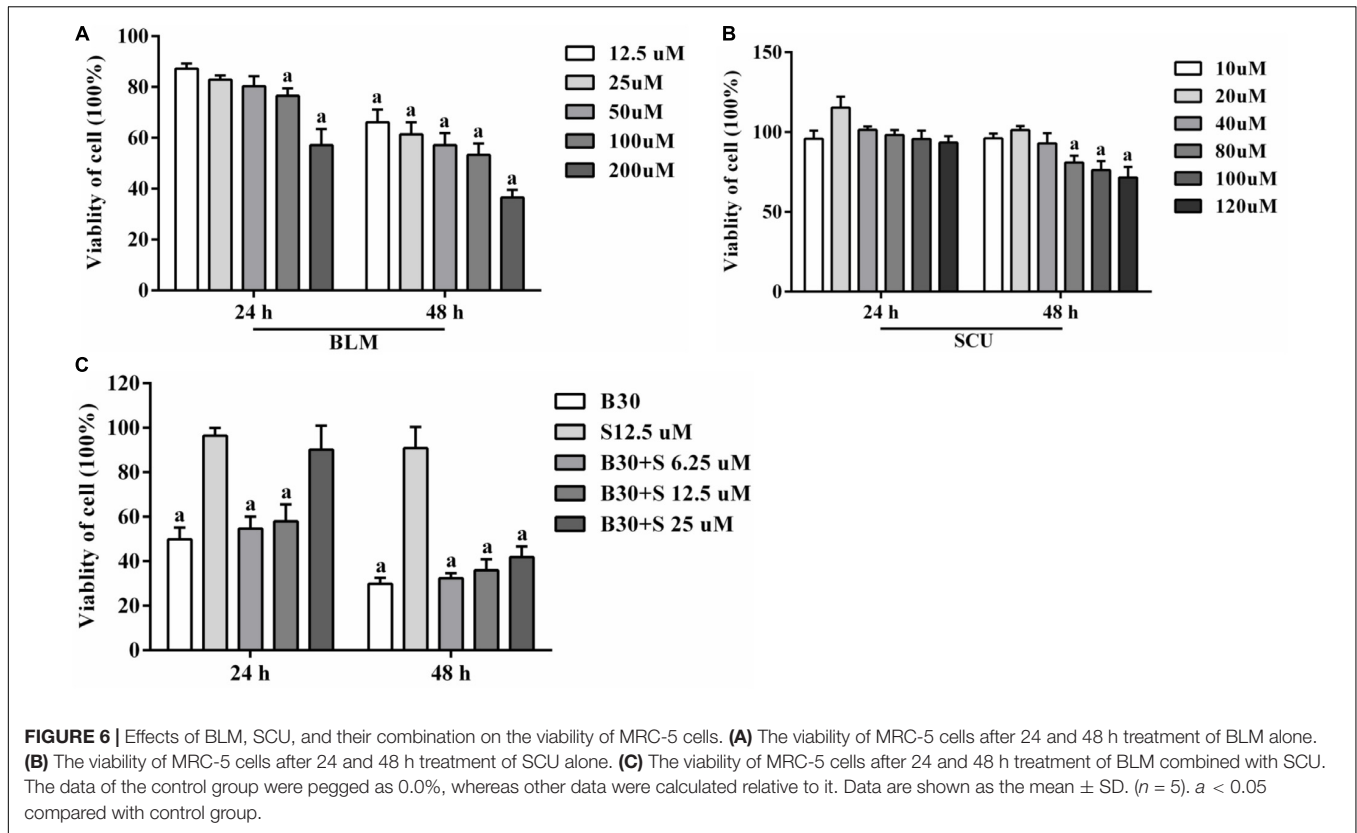 A
Viablity of cell (100%)
100
80
60
40
20
0
a
a
a
a
a
a
a
24 h
48 h
BLM
12.5 uM
25uM
50uM
100uM
200uM
B
Viablity of cell (100%)
150
100
50
0
a
a
a
24 h
48 h
SCU
10uM
20uM
40uM
80uM
100uM
120uM
C
Viablity of cell (100%)
120
100
80
60
40
20
0
a
a
a
a
a
a
a
24 h
48 h
B30
S12.5 uM
B30+S 6.25 uM
B30+S 12.5 uM
B30+S 25 uM
FIGURE 6 | Effects of BLM, SCU, and their combination on the viability of MRC-5 cells. (A) The viability of MRC-5 cells after 24 and 48 h treatment of BLM alone.
(B) The viability of MRC-5 cells after 24 and 48 h treatment of SCU alone. (C) The viability of MRC-5 cells after 24 and 48 h treatment of BLM combined with SCU.
The data of the control group were pegged as 0.0%, whereas other data were calculated relative to it. Data are shown as the mean ± SD. (n = 5). a < 0.05
compared with control group.